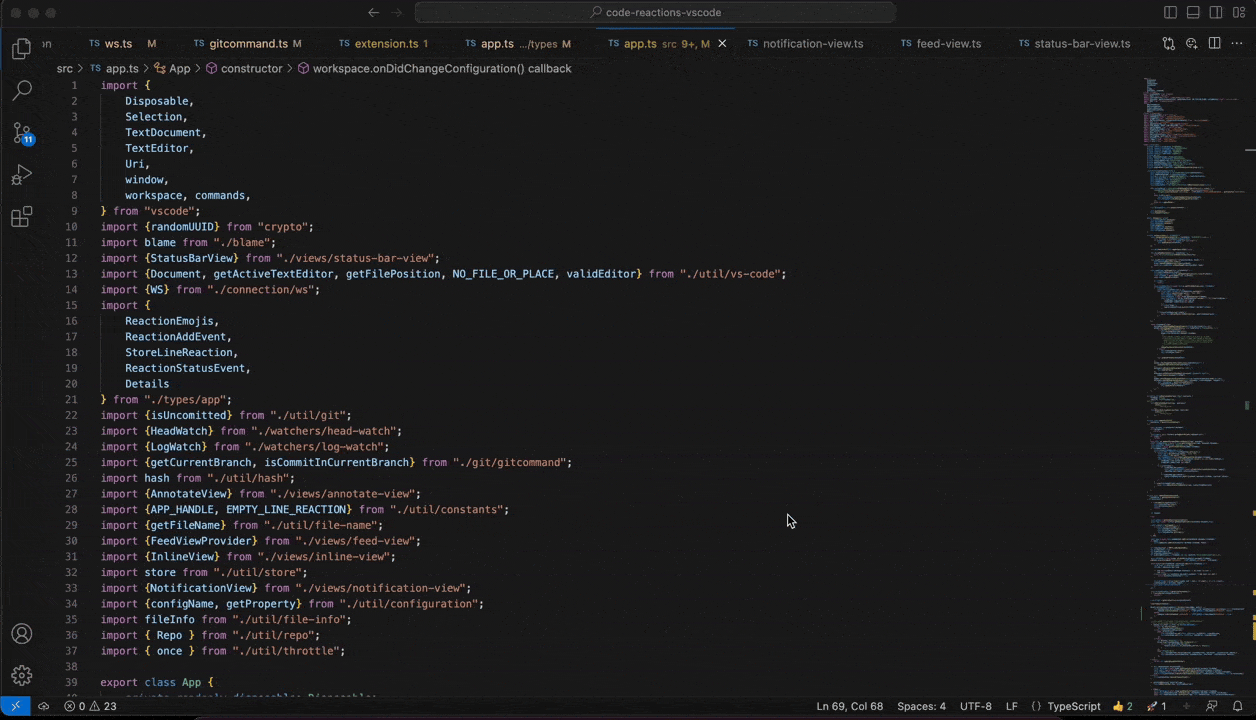 code-reactions-vscode
on
TS ws.ts M
TS gitcommand.ts M
TS extension.ts 1
TS app.ts .../types M
TS app.ts src 9+, M
TS notification-view.ts
TS feed-view.ts
TS status-bar-view.ts
src > TS app.ts > App > constructor > workspace.onDidChangeConfiguration() callback
1 import {
2 Disposable,
3 Selection,
4 TextDocument,
5 TextEditor,
6 Uri,
7 window,
8 workspace, commands,
9 } from "vscode";
10 import {randomUUID} from "crypto";
11 import blame from "./blame";
12 import {StatusBarView} from "./views/status-bar-view";
13 import {Document, getActiveTextEditor, getFilePosition, NO_FILE_OR_PLACE, validEditor} from "./util/vs-code";
14 import {WS} from "./connection/ws";
15 import {
16 ReactionEmojis,
17 ReactionAddEvent,
18 StoreLineReaction,
19 ReactionStatusEvent,
20 Details
21 } from "./types/app";
22 import {isUncomitted} from "./util/git";
23 import {HeadWatch} from "./watchers/head-watch";
24 import {LogWatch} from "./watchers/log-watch";
25 import {getCurrentBranch, isCommitInCurrentBranch} from "./git/gitcommand";
26 import hash from "./util/hash";
27 import {AnnotateView} from "./views/annotate-view";
28 import {APP_HANDLE, EMPTY_LINE_REACTION} from "./util/constants";
29 import {getFileName} from "./util/file-name";
30 import {FeedViewProvider} from "./views/feed-view";
31 import {InlineView} from "./views/inline-view";
32 import store from "./util/store";
33 import {NotificationView} from "./views/notification-view";
34 import {configName, getProperty} from "./util/configuration";
35 import fileInfo from "./util/file-info";
36 import { Repo } from "./util/repo";
37 import { once } from "./util/throttle";
38
39 export class App {
40 private readonly disposables: Disposable;
11
0 23
Ln 69, Col 68 Spaces: 4 UTF-8 LF {} TypeScript 👍 2 🚀 1